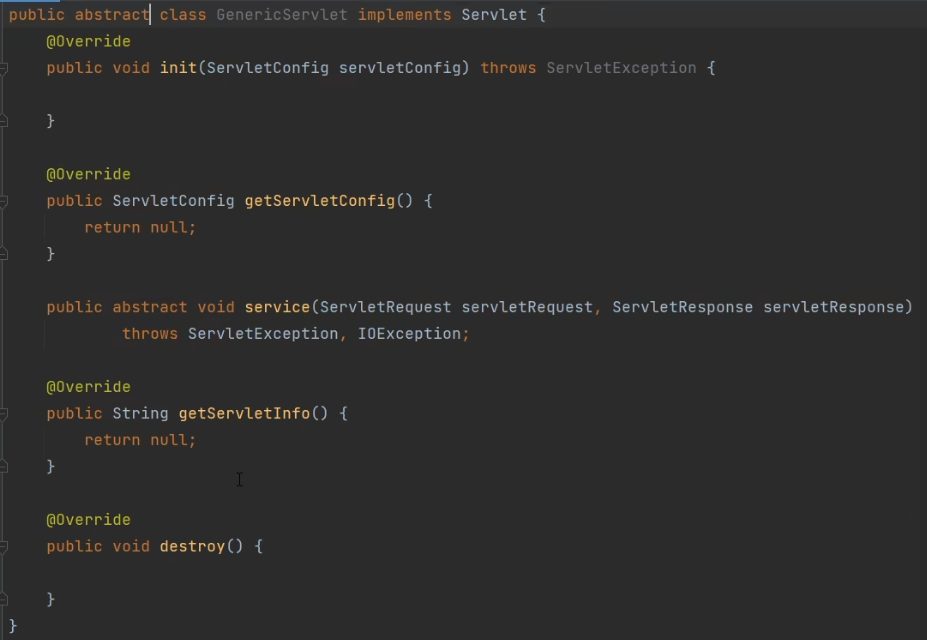 public abstract class GenericServlet implements Servlet {
@Override
public void init(ServletConfig servletConfig) throws ServletException {
}
@Override
public ServletConfig getServletConfig() {
return null;
}
public abstract void service(ServletRequest servletRequest, ServletResponse servletResponse)
throws ServletException, IOException;
@Override
public String getServletInfo() {
return null;
}
@Override
public void destroy() {
}
}